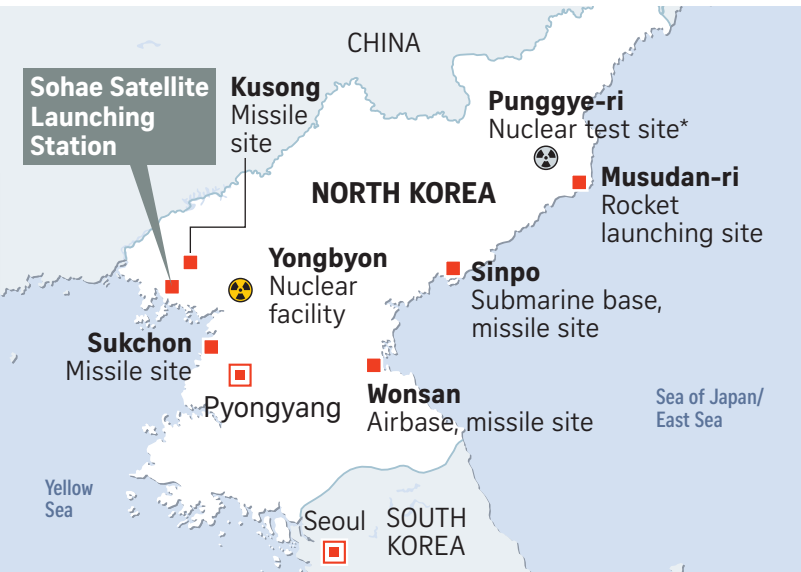 CHINA
Sohae Satellite
Launching
Station
Kusong
Missile
site
Punggye-ri
Nuclear test site*
NORTH KOREA
Musudan-ri
Rocket
launching site
Yongbyon
Nuclear
facility
Sinpo
Submarine base,
missile site
Sukchon
Missile site
Pyongyang
Wonsan
Airbase, missile site
Sea of Japan/
East Sea
Yellow
Sea
Seoul
SOUTH
KOREA